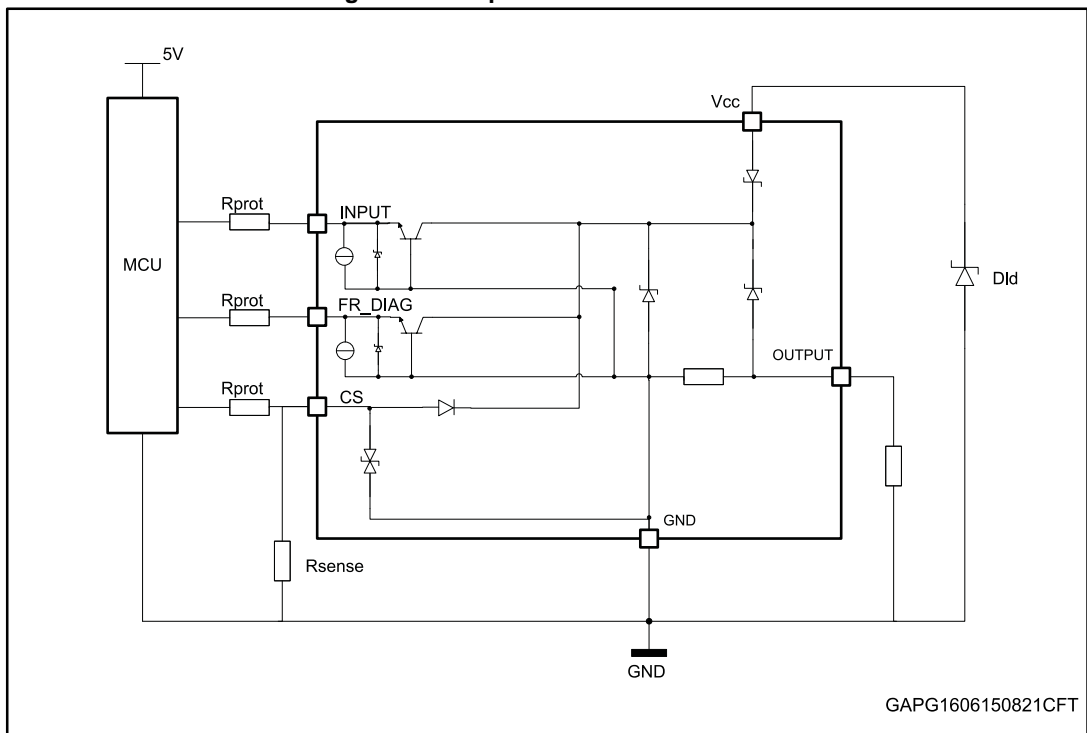 5V
Vcc
Rprot
INPUT
MCU
Rprot
FR_DIAG
Dld
OUTPUT
Rprot
CS
GND
Rsense
GND
GAPG1606150821CFT